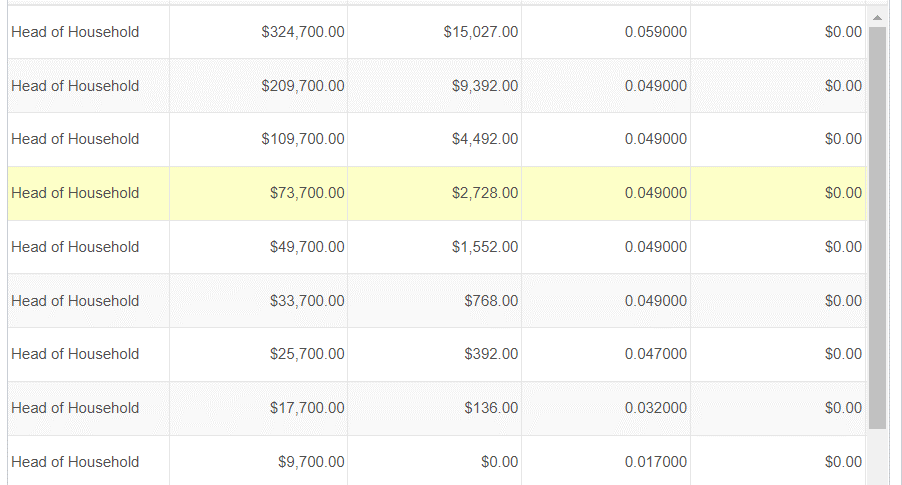 Head of Household $324,700.00 $15,027.00 0.059000 $0.00
Head of Household $209,700.00 $9,392.00 0.049000 $0.00
Head of Household $109,700.00 $4,492.00 0.049000 $0.00
Head of Household $73,700.00 $2,728.00 0.049000 $0.00
Head of Household $49,700.00 $1,552.00 0.049000 $0.00
Head of Household $33,700.00 $768.00 0.049000 $0.00
Head of Household $25,700.00 $392.00 0.047000 $0.00
Head of Household $17,700.00 $136.00 0.032000 $0.00
Head of Household $9,700.00 $0.00 0.017000 $0.00